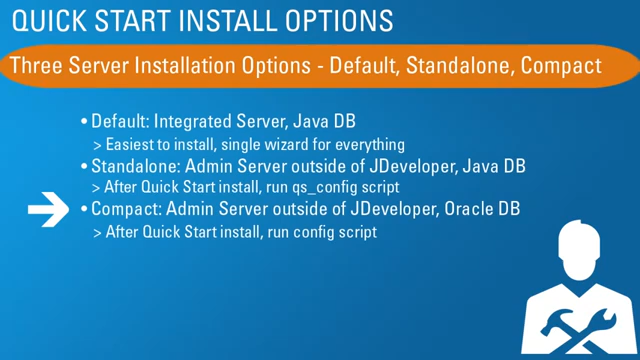 QUICK START INSTALL OPTIONS
Three Server Installation Options - Default, Standalone, Compact
• Default: Integrated Server, Java DB
> Easiest to install, single wizard for everything
• Standalone: Admin Server outside of JDeveloper, Java DB
> After Quick Start install, run qs_config script
• Compact: Admin Server outside of JDeveloper, Oracle DB
> After Quick Start install, run config script